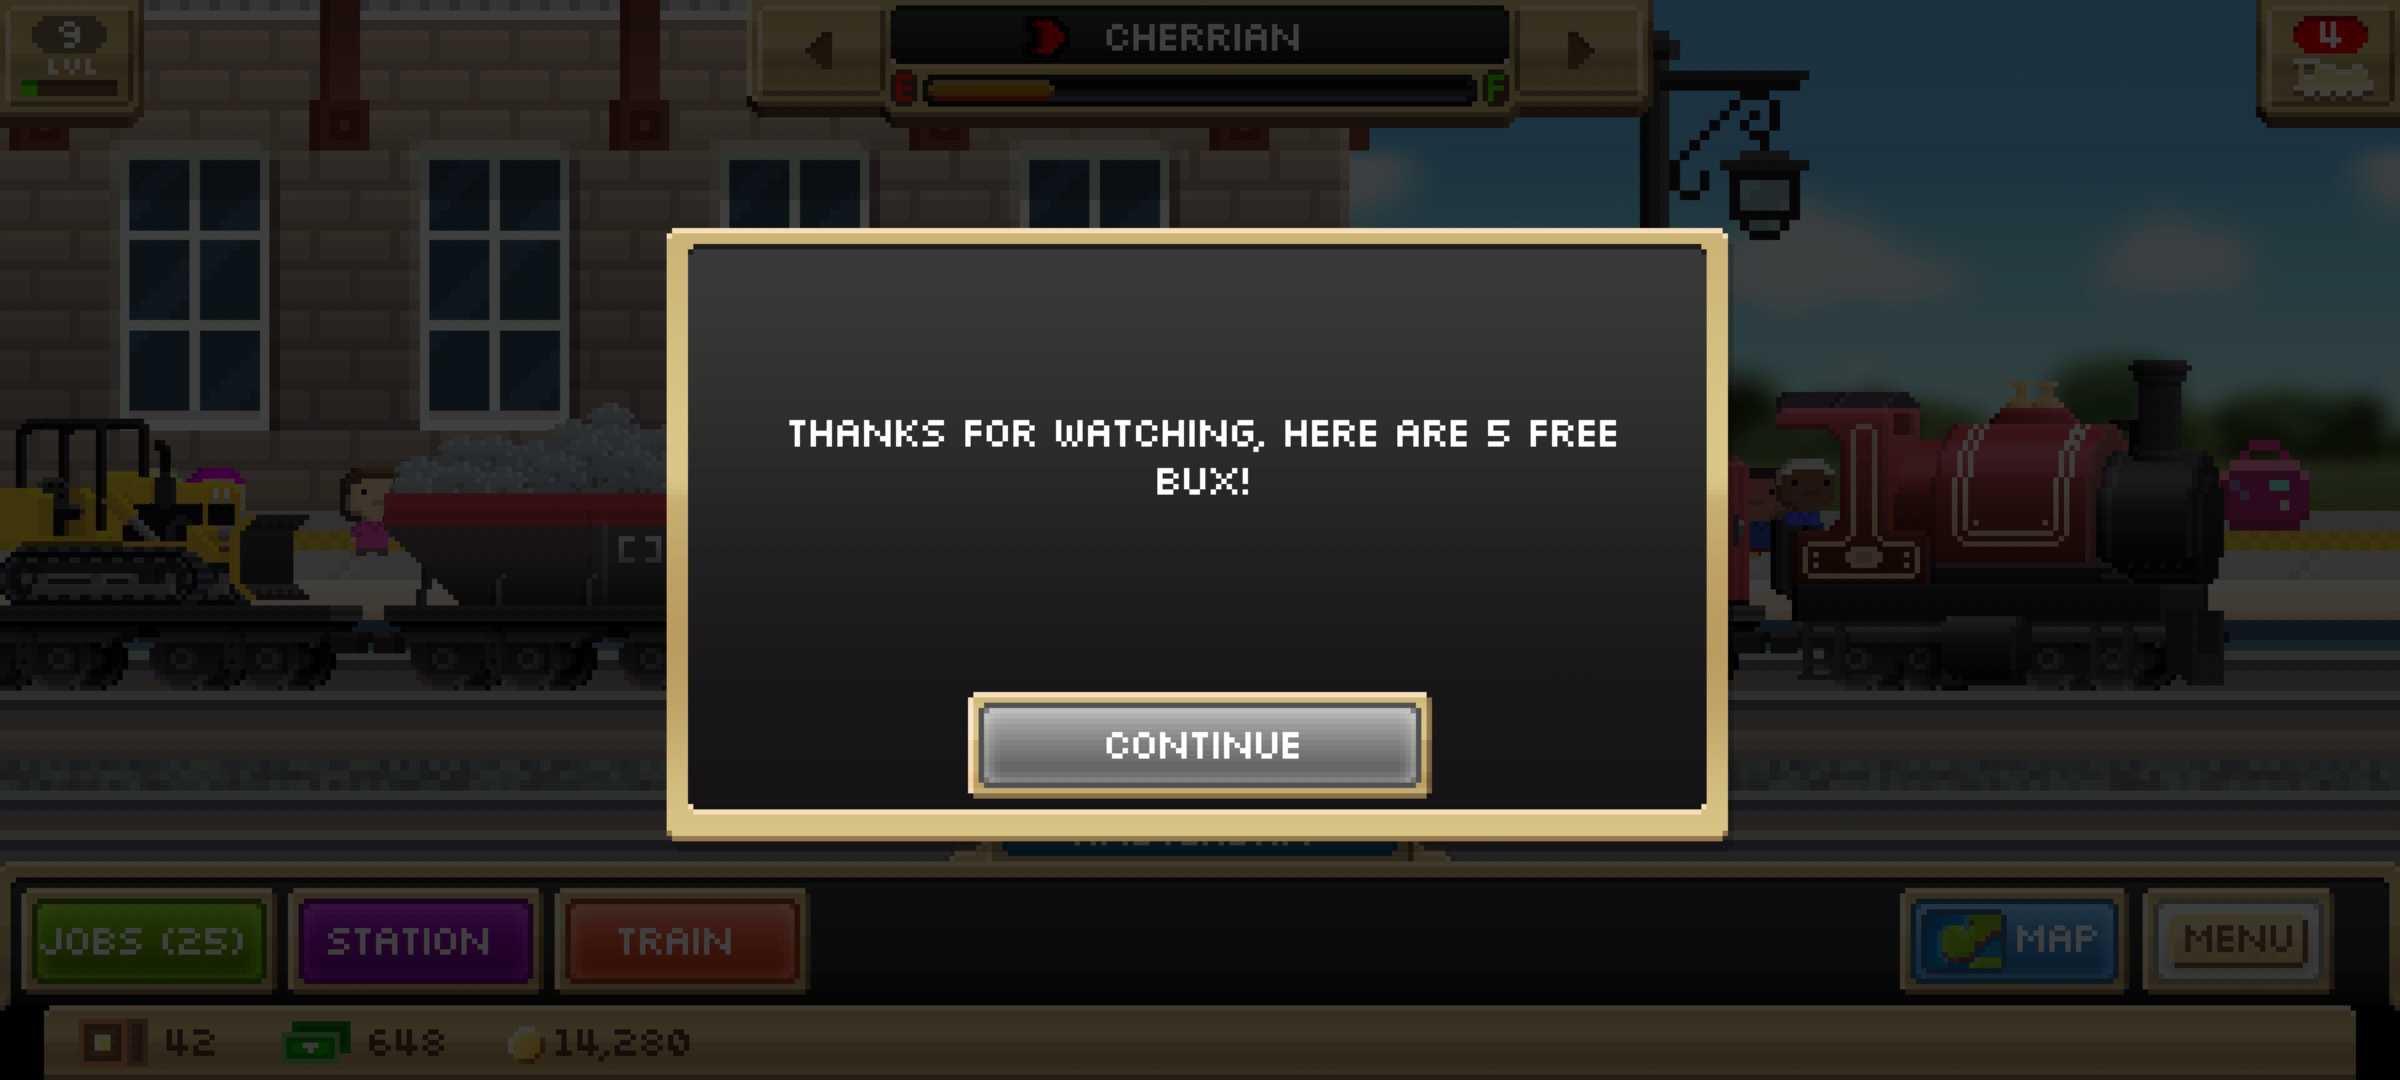 9
LVL
CHERRIAN
E F
4
THANKS FOR WATCHING, HERE ARE 5 FREE
BUX!
CONTINUE
JOBS (25) STATION TRAIN MAP MENU
42 648 14,280